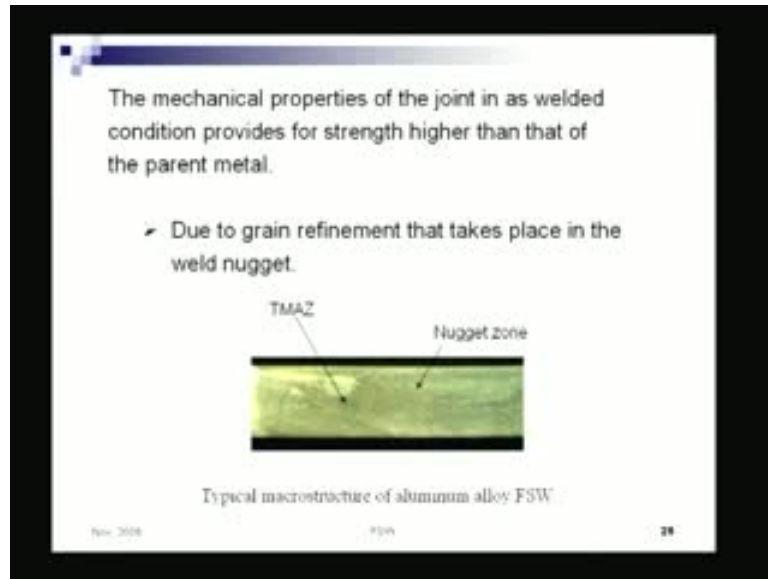 The mechanical properties of the joint in as welded
condition provides for strength higher than that of
the parent metal.
➢ Due to grain refinement that takes place in the
weld nugget.
TMAZ
Nugget zone
Typical macrostructure of aluminum alloy FSW
Nov, FSW